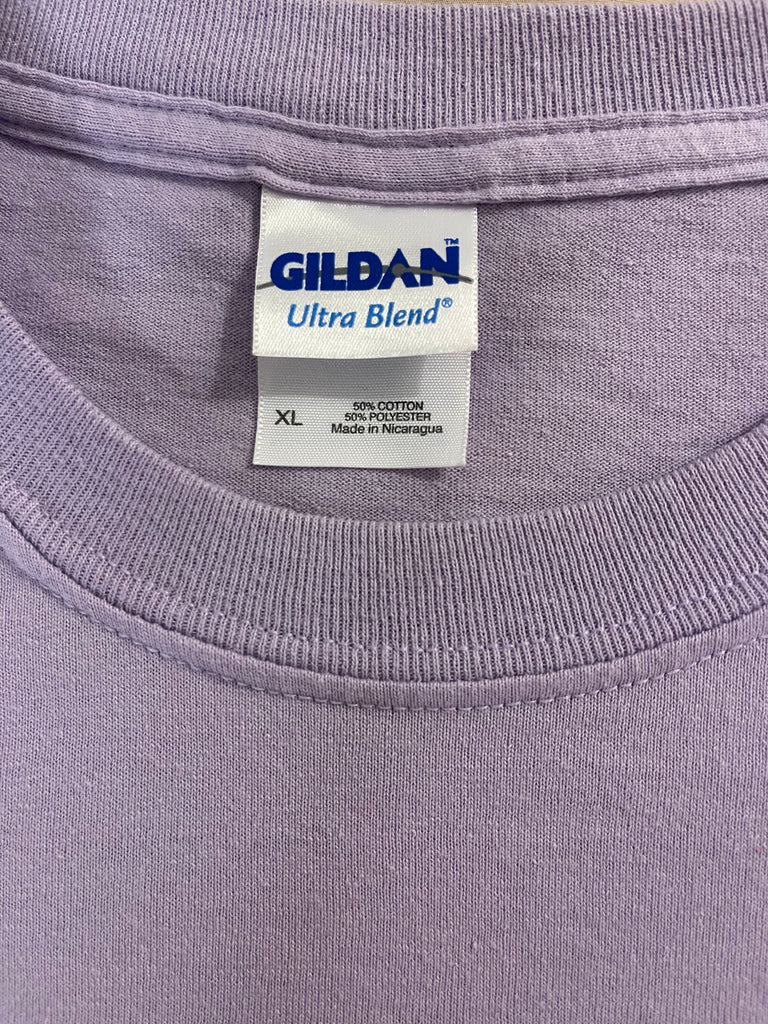 GILDAN™
Ultra Blend®
XL
50% COTTON
50% POLYESTER
Made in Nicaragua